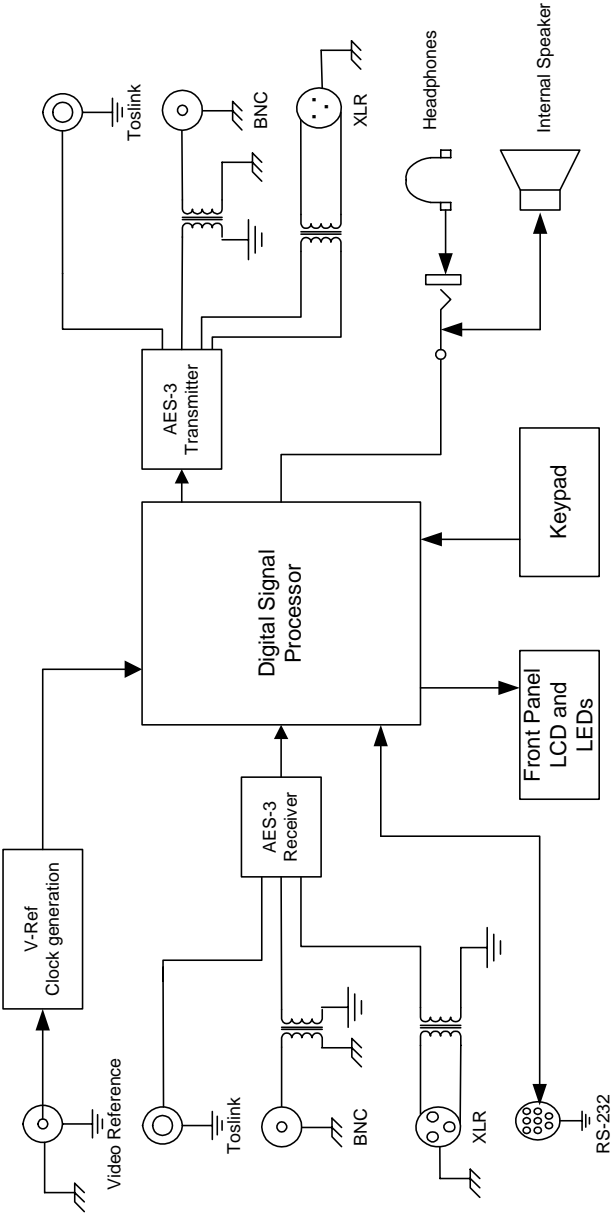 Video Reference
V-Ref
Clock generation
Toslink
BNC
XLR
RS-232
AES-3
Receiver
Digital Signal
Processor
Front Panel
LCD and
LEDs
Keypad
AES-3
Transmitter
Toslink
BNC
XLR
Headphones
Internal Speaker